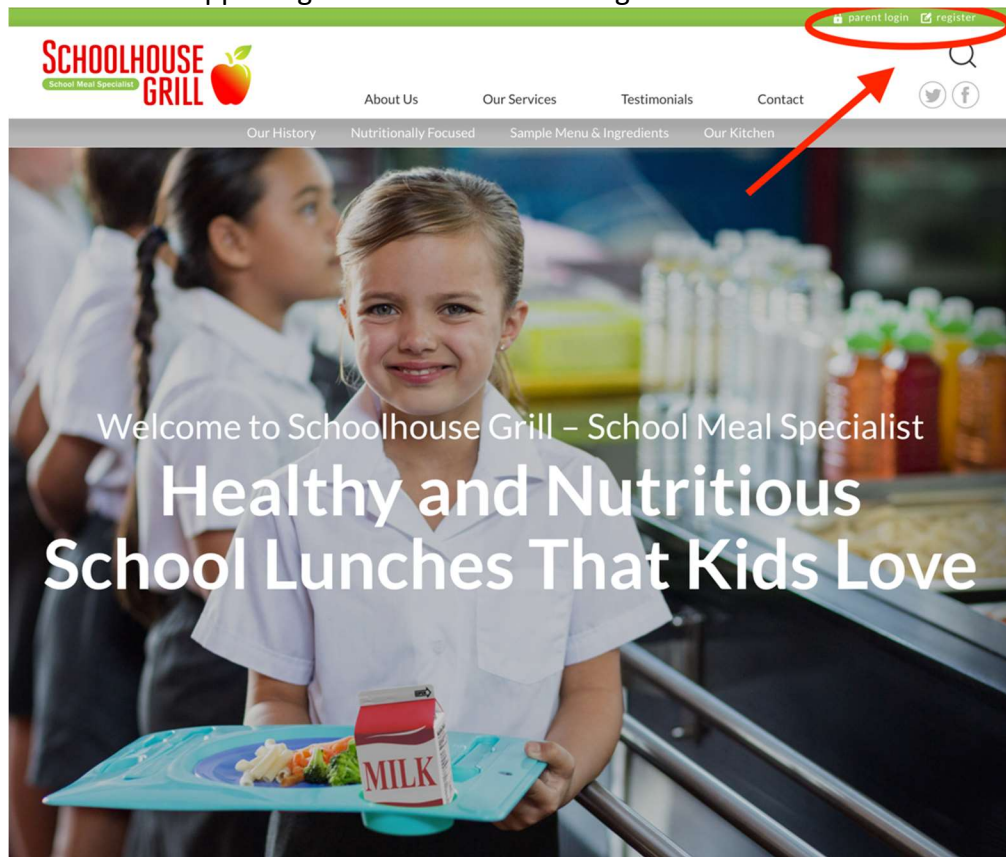 parent login register
SCHOOLHOUSE
School Meal Specialist
GRILL
About Us Our Services Testimonials Contact
Our History Nutritionally Focused Sample Menu & Ingredients Our Kitchen
Welcome to Schoolhouse Grill – School Meal Specialist
Healthy and Nutritious
School Lunches That Kids Love
MILK